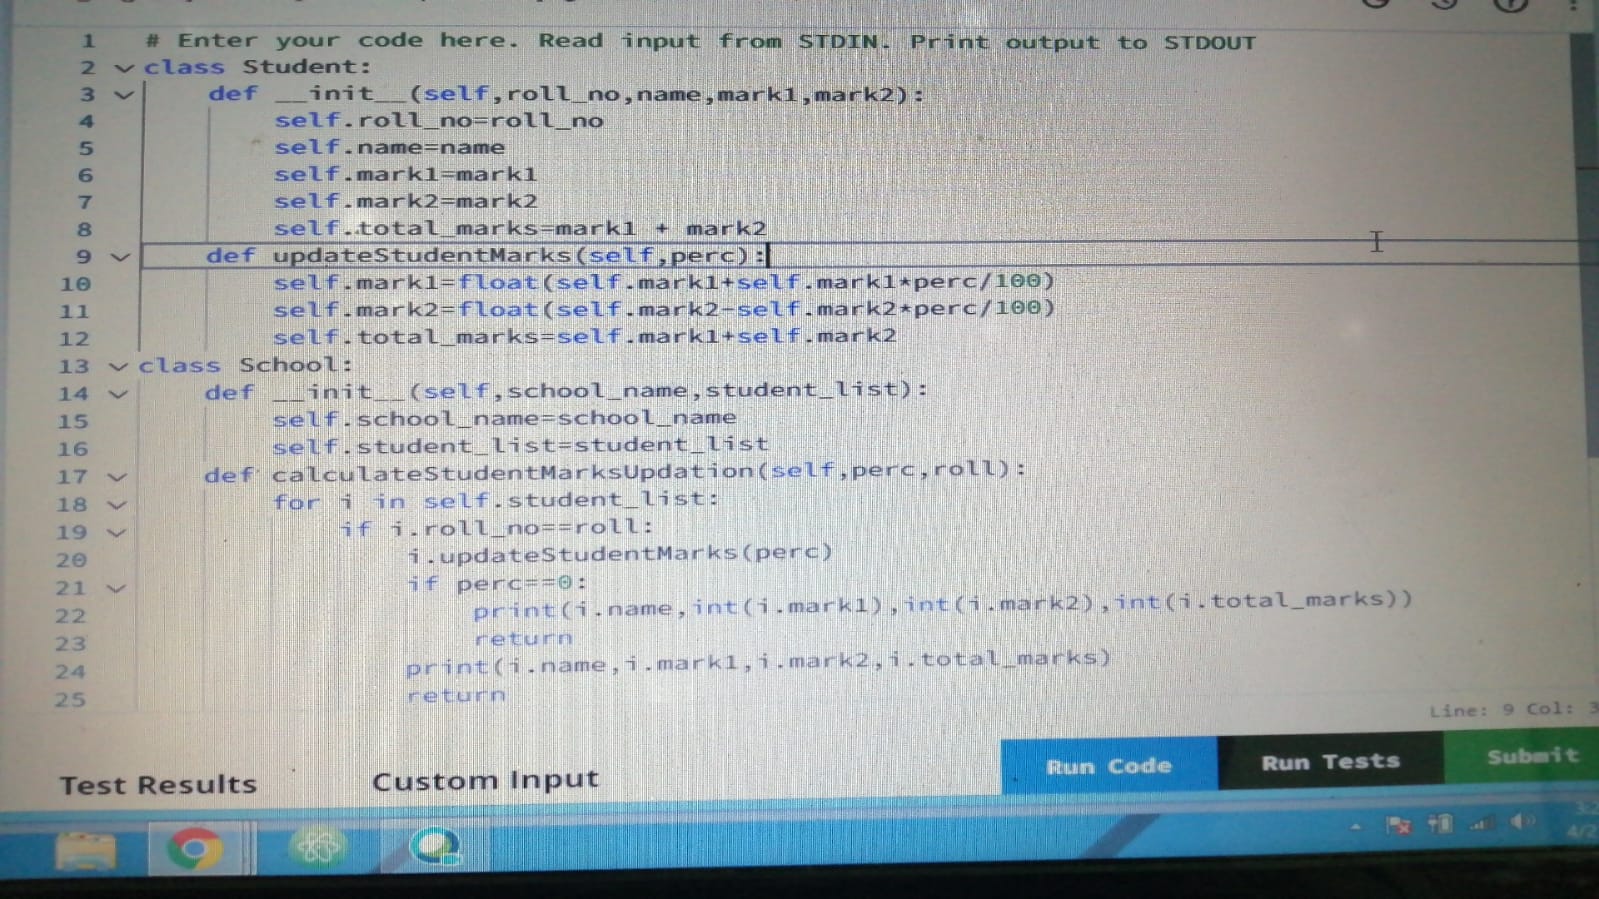 1 # Enter your code here. Read input from STDIN. Print output to STDOUT
2 class Student:
3 def __init__(self,roll_no,name,mark1,mark2):
4 self.roll_no=roll_no
5 self.name=name
6 self.mark1=mark1
7 self.mark2=mark2
8 self.total_marks=mark1 + mark2
9 def updateStudentMarks(self,perc):
10 self.mark1=float(self.mark1+self.mark1*perc/100)
11 self.mark2=float(self.mark2-self.mark2*perc/100)
12 self.total_marks=self.mark1+self.mark2
13 class School:
14 def __init__(self,school_name,student_list):
15 self.school_name=school_name
16 self.student_list=student_list
17 def calculateStudentMarksUpdation(self,perc,roll):
18 for i in self.student_list:
19 if i.roll_no==roll:
20 i.updateStudentMarks(perc)
21 if perc==0:
22 print(i.name,int(i.mark1),int(i.mark2),int(i.total_marks))
23 return
24 print(i.name,i.mark1,i.mark2,i.total_marks)
25 return
Line: 9 Col: 3
Test Results Custom Input Run Code Run Tests Submit